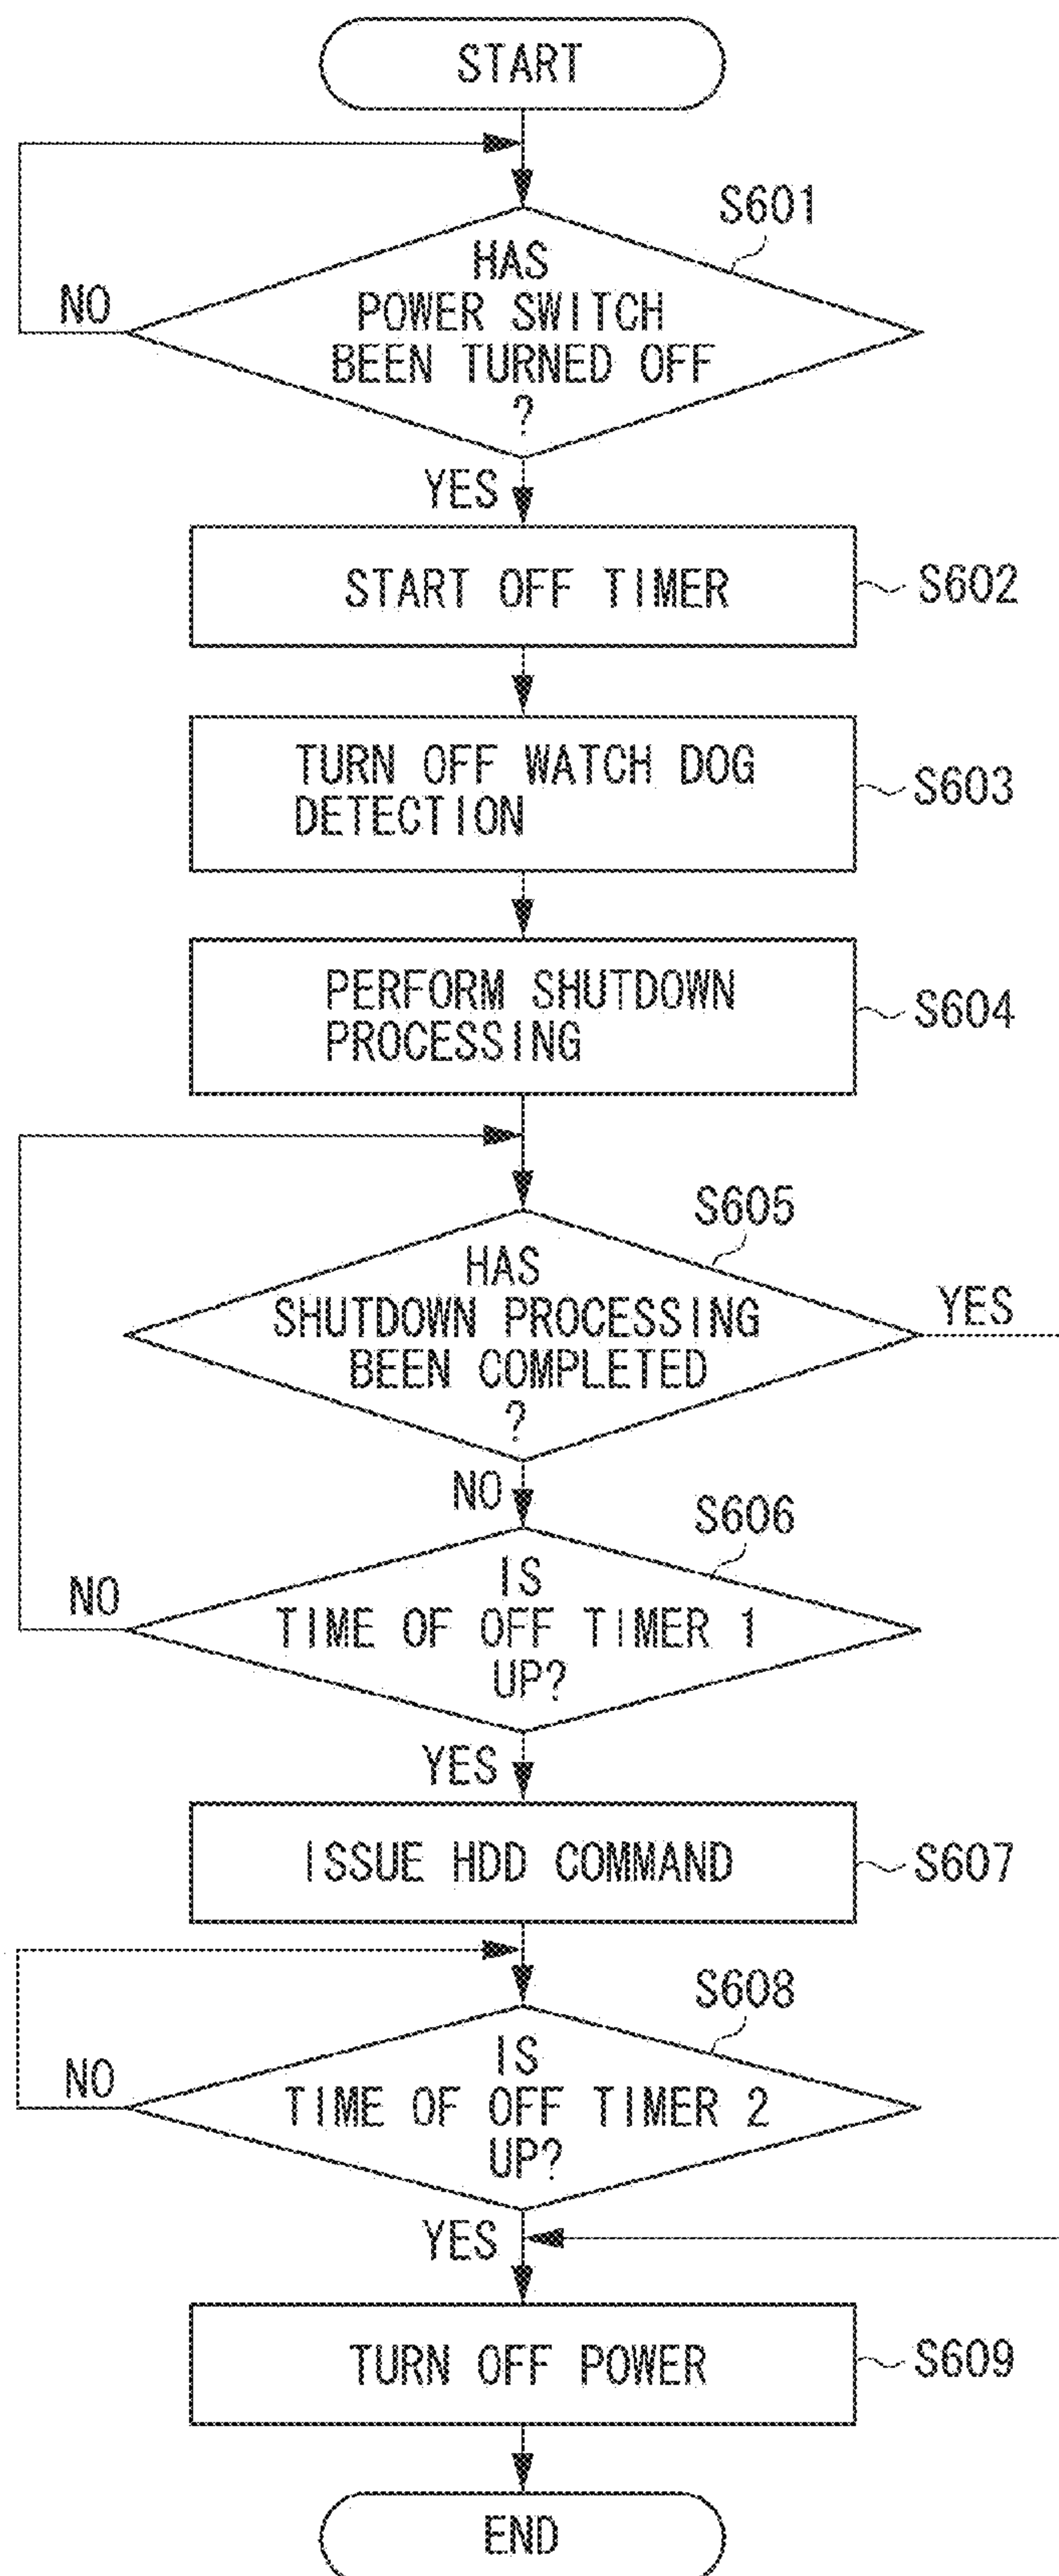 START
S601
HAS
POWER SWITCH
BEEN TURNED OFF
?
NO
YES
START OFF TIMER
S602
TURN OFF WATCH DOG
DETECTION
S603
PERFORM SHUTDOWN
PROCESSING
S604
S605
HAS
SHUTDOWN PROCESSING
BEEN COMPLETED
?
YES
NO
S606
IS
TIME OF OFF TIMER 1
UP?
NO
YES
ISSUE HDD COMMAND
S607
S608
IS
TIME OF OFF TIMER 2
UP?
NO
YES
TURN OFF POWER
S609
END